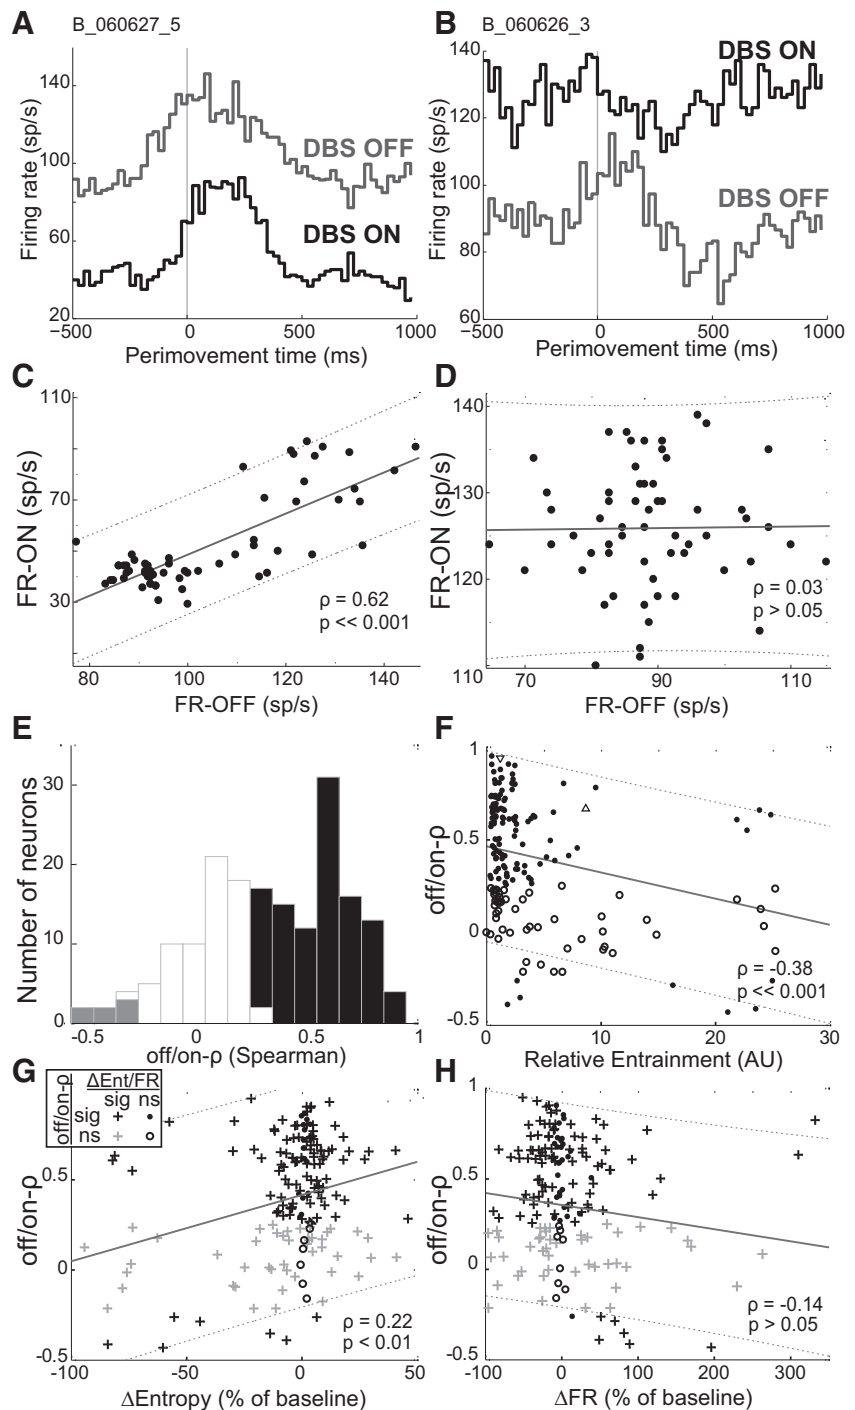 A B_060627_5
Firing rate (sp/s)
140
100
60
20
DBS OFF
DBS ON
-500 0 500 1000
Perimovement time (ms)
B B_060626_3
Firing rate (sp/s)
140
120
100
80
60
DBS ON
DBS OFF
-500 0 500 1000
Perimovement time (ms)
C
FR-ON (sp/s)
110
70
30
ρ = 0.62
p << 0.001
80 100 120 140
FR-OFF (sp/s)
D
FR-ON (sp/s)
140
130
120
110
ρ = 0.03
p > 0.05
70 90 110
FR-OFF (sp/s)
E
Number of neurons
30
20
10
0
-0.5 0 0.5 1
off/on-ρ (Spearman)
F
off/on-ρ
1
0.5
0
-0.5
ρ = -0.38
p << 0.001
0 10 20 30
Relative Entrainment (AU)
G
off/on-ρ
ΔEnt/FR
sig ns
sig
ns
off/on-ρ
0.5
0
-0.5
ρ = 0.22
p < 0.01
-100 -50 0 50
ΔEntropy (% of baseline)
H
off/on-ρ
1
0.5
0
-0.5
ρ = -0.14
p > 0.05
-100 0 100 200 300
ΔFR (% of baseline)